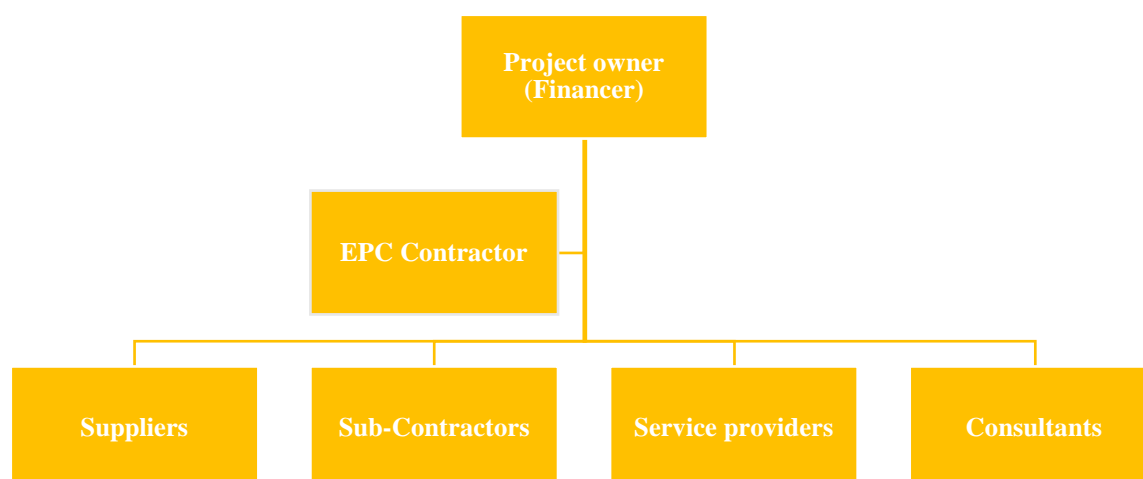 Project owner
(Financer)
EPC Contractor
Suppliers
Sub-Contractors
Service providers
Consultants